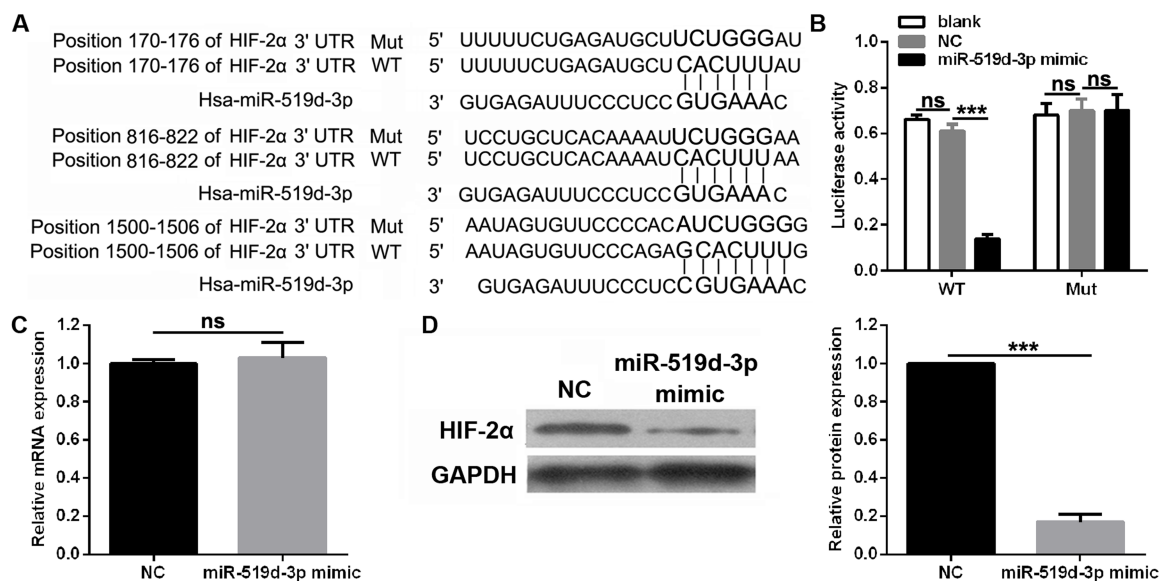 A
Position 170-176 of HIF-2α 3' UTR Mut 5' UUUUUCUGAGAUGCUUCUGGGAU
Position 170-176 of HIF-2α 3' UTR WT 5' UUUUUCUGAGAUGCUCACUUUAU
Hsa-miR-519d-3p 3' GUGAGAUUUCCCUCCGUGAAAC
Position 816-822 of HIF-2α 3' UTR Mut 5' UCCUGCUCACAAAAUUCUGGGAA
Position 816-822 of HIF-2α 3' UTR WT 5' UCCUGCUCACAAAAUCACUUUAA
Hsa-miR-519d-3p 3' GUGAGAUUUCCCUCCGUGAAAC
Position 1500-1506 of HIF-2α 3' UTR Mut 5' AAUAGUGUUCCCCACAUCUGGGG
Position 1500-1506 of HIF-2α 3' UTR WT 5' AAUAGUGUUCCCAGAGCACUUUG
Hsa-miR-519d-3p 3' GUGAGAUUUCCCUCCGUGAAAC
B
blank
NC
miR-519d-3p mimic
Luciferase activity
1.0
0.8
0.6
0.4
0.2
0.0
ns
***
ns
ns
WT
Mut
C
Relative mRNA expression
1.2
1.0
0.8
0.6
0.4
0.2
0.0
ns
NC
miR-519d-3p mimic
D
NC
miR-519d-3p
mimic
HIF-2α
GAPDH
Relative protein expression
1.2
1.0
0.8
0.6
0.4
0.2
0.0
***
NC
miR-519d-3p mimic